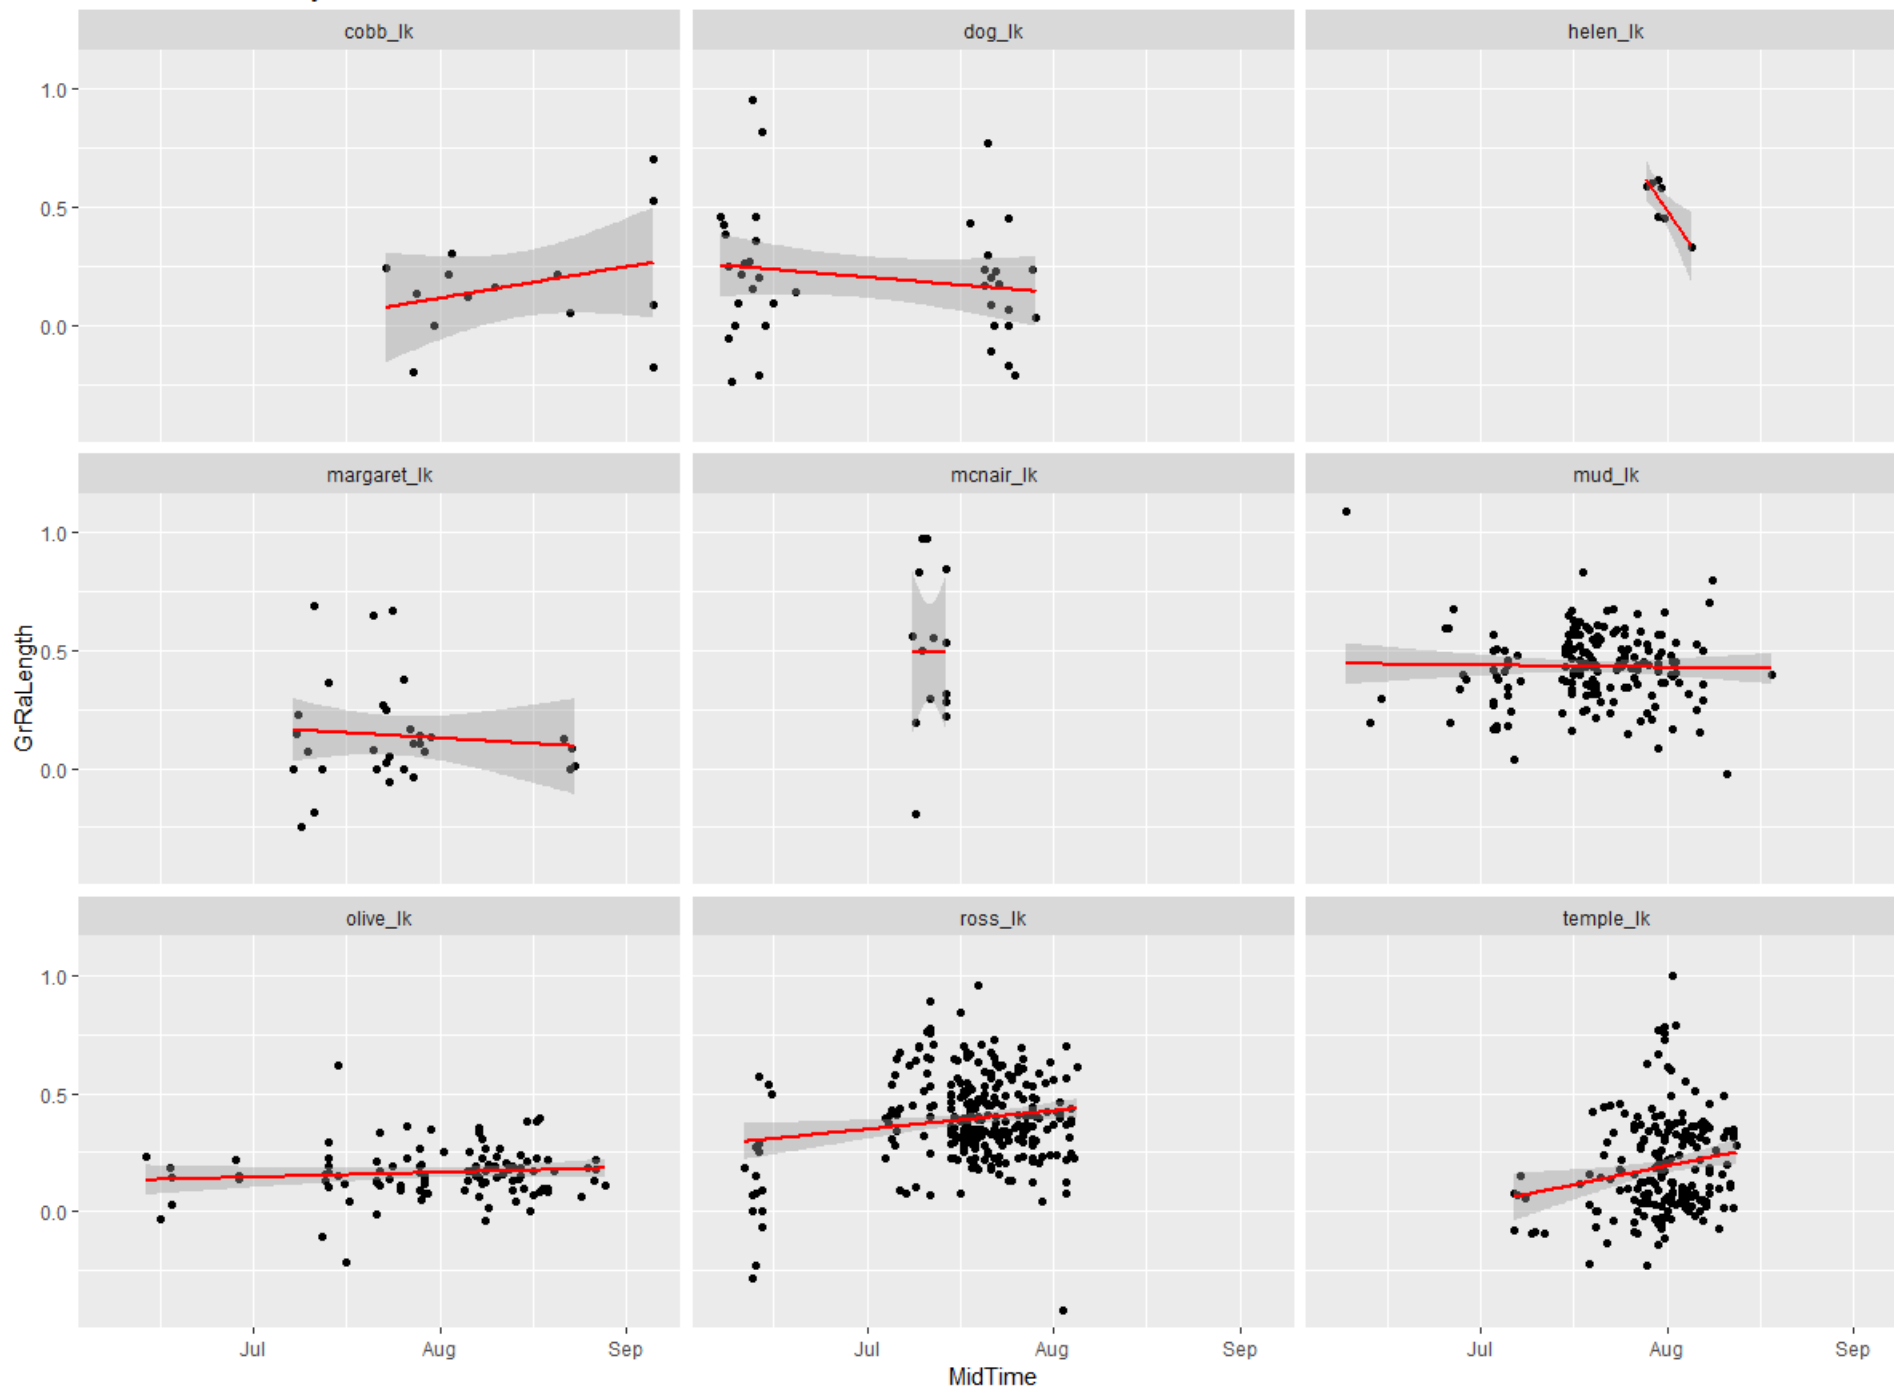 cobb_lk dog_lk helen_lk
1.0
0.5
0.0
margaret_lk mcnair_lk mud_lk
1.0
0.5
0.0
GrRaLength
olive_lk ross_lk temple_lk
1.0
0.5
0.0
Jul Aug Sep Jul Aug Sep Jul Aug Sep
MidTime